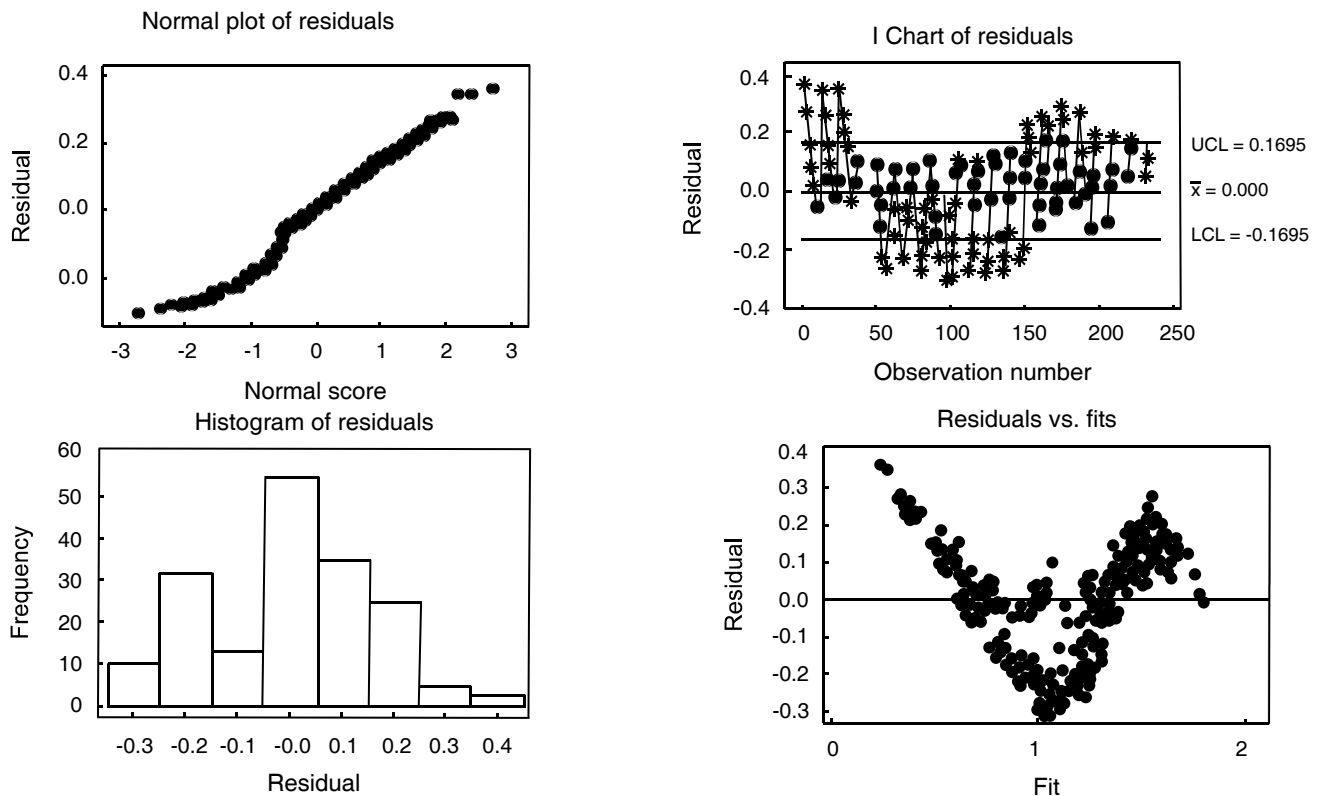 Normal plot of residuals
0.4
0.2
0.0
0.0
Residual
-3 -2 -1 0 1 2 3
Normal score
I Chart of residuals
0.4
0.2
0.0
-0.2
-0.4
Residual
UCL = 0.1695
x̅ = 0.000
LCL = -0.1695
0 50 100 150 200 250
Observation number
Histogram of residuals
60
50
40
30
20
10
0
Frequency
-0.3 -0.2 -0.1 -0.0 0.1 0.2 0.3 0.4
Residual
Residuals vs. fits
0.4
0.3
0.2
0.1
0.0
-0.1
-0.2
-0.3
Residual
0 1 2
Fit